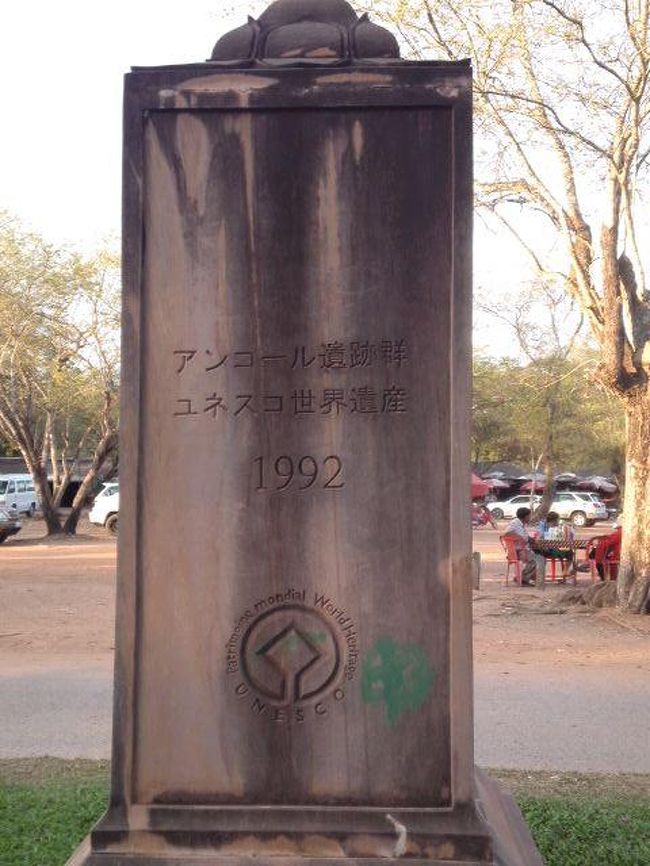 アンコール遺跡群
ユネスコ世界遺産
1992
Patrimoine mondial World Heritage
UNESCO